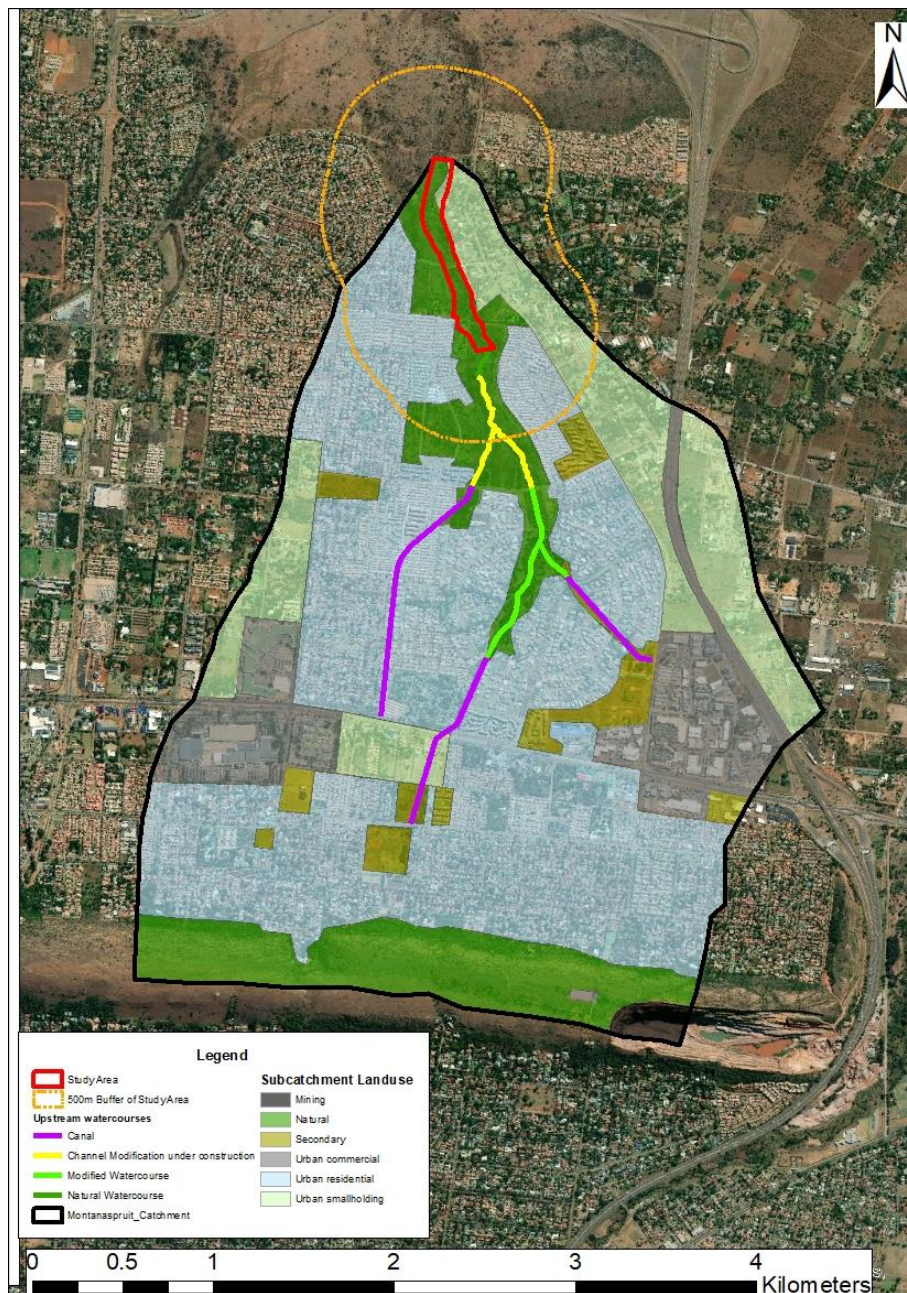 N
Legend
Study Area
500m Buffer of Study Area
Upstream watercourses
Canal
Channel Modification under construction
Modified Watercourse
Natural Watercourse
Montanaspruit_Catchment
Subcatchment Landuse
Mining
Natural
Secondary
Urban commercial
Urban residential
Urban smallholding
0 0.5 1 2 3 4
Kilometers